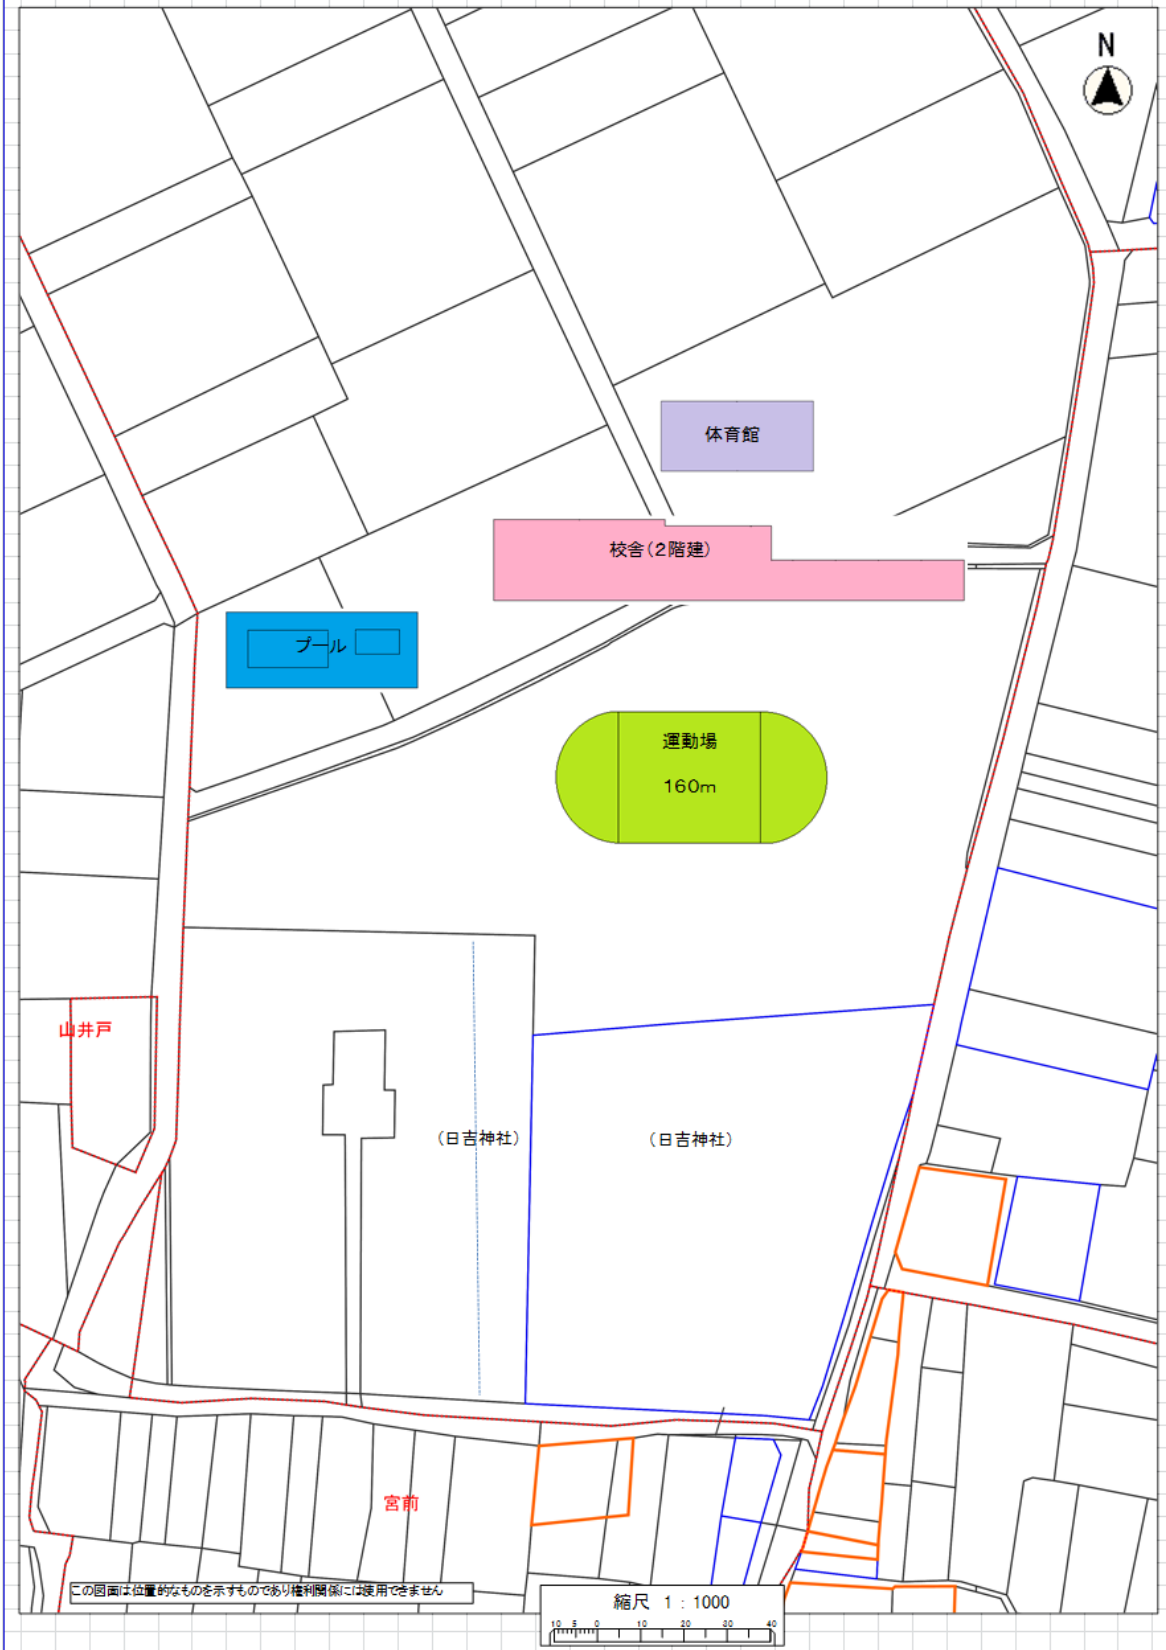 N
体育館
校舎(2階建)
プール
運動場
160m
山井戸
(日吉神社)
(日吉神社)
宮前
この図面は位置的なものを示すものであり権利関係には使用できません
縮尺 1 : 1000
10 5 0 10 20 30 40